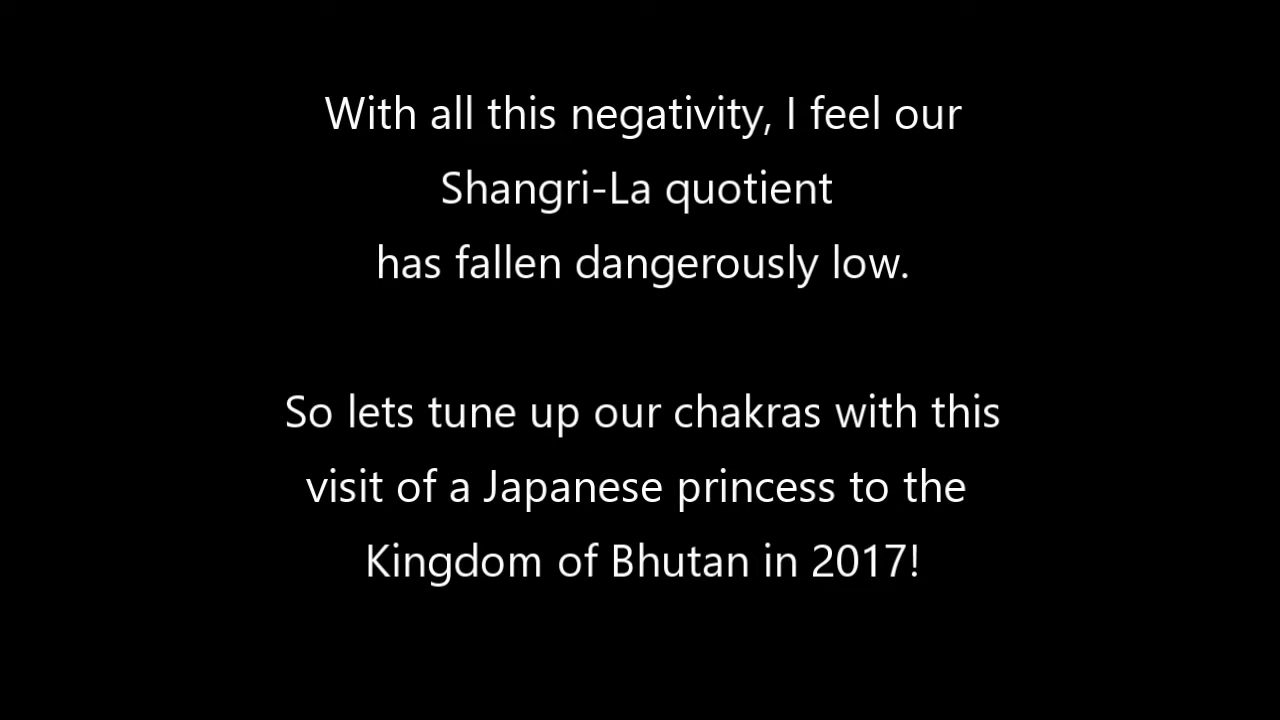 With all this negativity, I feel our
Shangri-La quotient
has fallen dangerously low.
So lets tune up our chakras with this
visit of a Japanese princess to the
Kingdom of Bhutan in 2017!